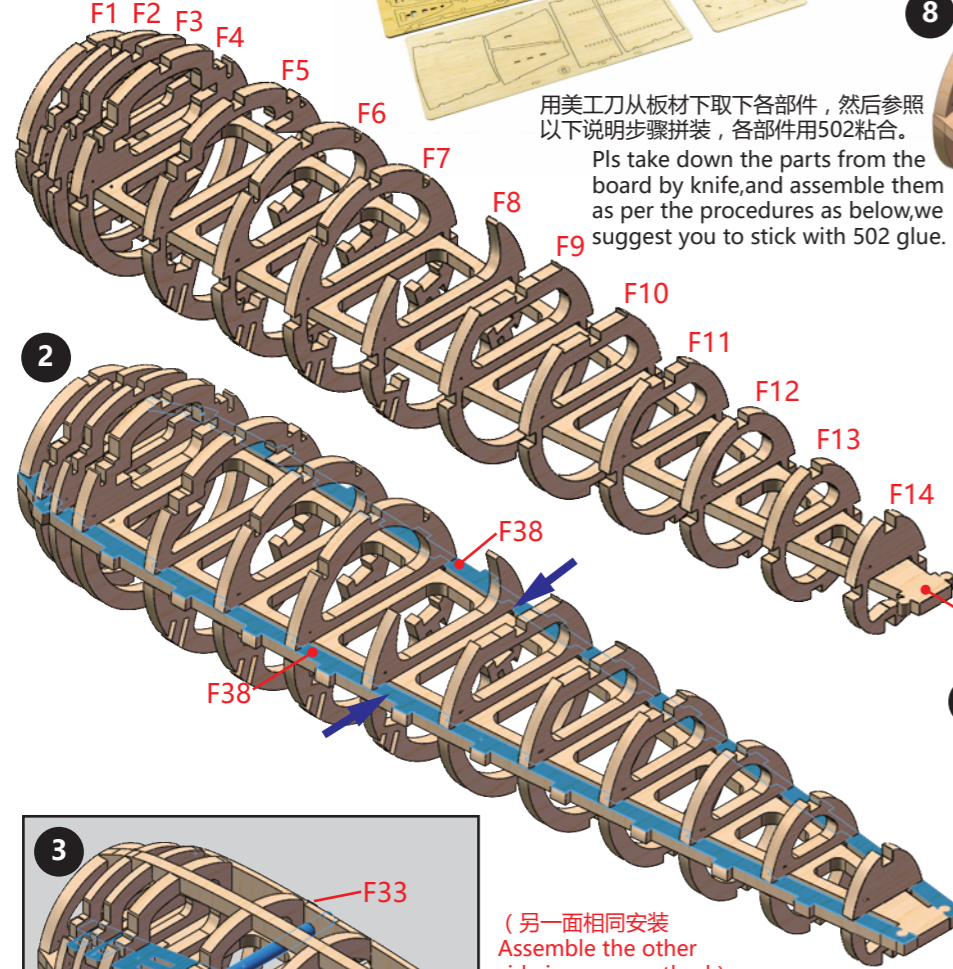 F1 F2 F3 F4
F5
F6
F7
F8
F9
F10
F11
F12
F13
F14
8
用美工刀从板材下取下各部件，然后参照
以下说明步骤拼装，各部件用502粘合。
Pls take down the parts from the
board by knife,and assemble them
as per the procedures as below,we
suggest you to stick with 502 glue.
2
F38
F38
3
F33
（另一面相同安装
Assemble the other